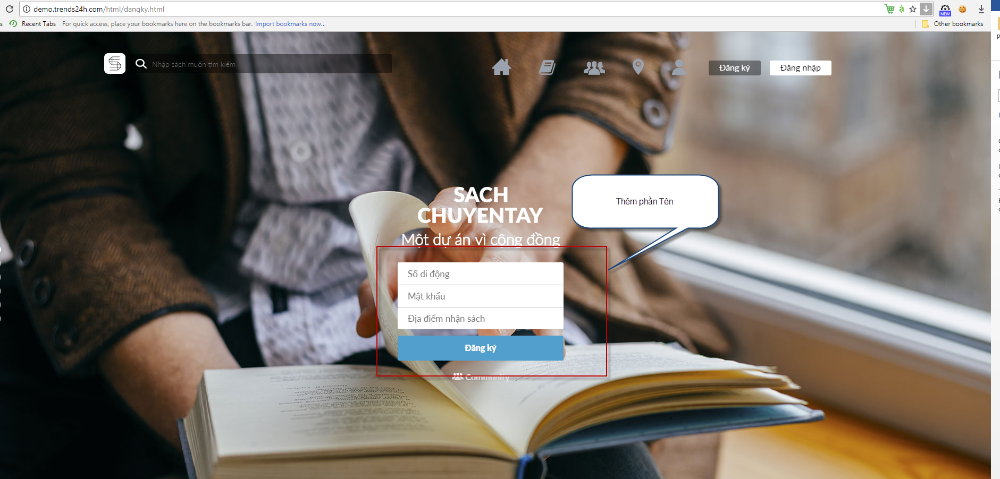 demo.trends24h.com/html/dangky.html
ạ
NEW
s Recent Tabs For quick access, place your bookmarks here on the bookmarks bar. Import bookmarks now... Other bookmarks
Nhập sách muốn tìm kiếm
Đăng ký Đăng nhập
SACH
CHUYENTAY
Một dự án vì cộng đồng
Thêm phần Tên
Số di động
Mật khẩu
Địa điểm nhận sách
Đăng ký
Community